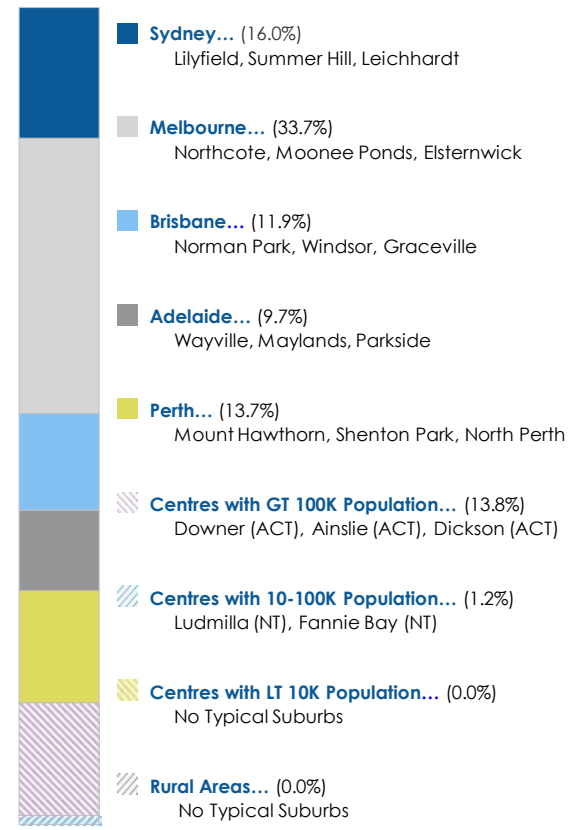 Sydney… (16.0%)
Lilyfield, Summer Hill, Leichhardt
Melbourne… (33.7%)
Northcote, Moonee Ponds, Elsternwick
Brisbane… (11.9%)
Norman Park, Windsor, Graceville
Adelaide… (9.7%)
Wayville, Maylands, Parkside
Perth… (13.7%)
Mount Hawthorn, Shenton Park, North Perth
Centres with GT 100K Population… (13.8%)
Downer (ACT), Ainslie (ACT), Dickson (ACT)
Centres with 10-100K Population… (1.2%)
Ludmilla (NT), Fannie Bay (NT)
Centres with LT 10K Population… (0.0%)
No Typical Suburbs
Rural Areas… (0.0%)
No Typical Suburbs